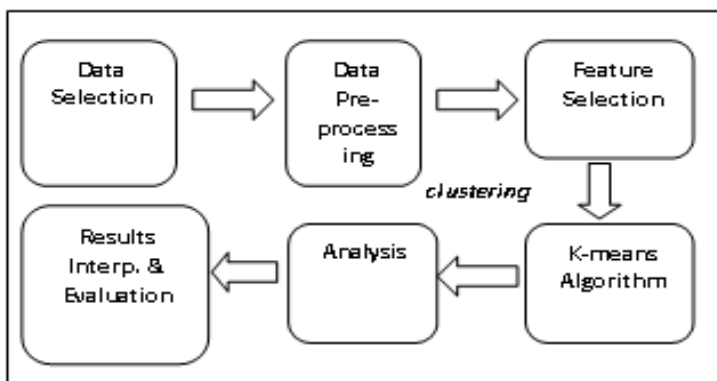 Data
Selection
Data
Pre-
process
ing
Feature
Selection
clustering
K-means
Algorithm
Analysis
Results
Interp. &
Evaluation